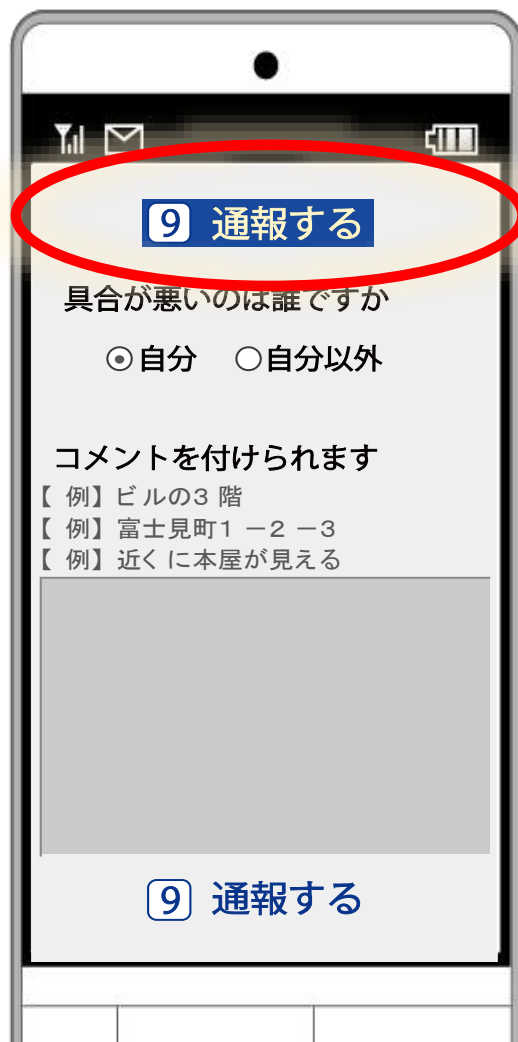 9 通報する
具合が悪いのは誰ですか
自分 自分以外
コメントを付けられます
【例】ビルの3階
【例】富士見町1－2－3
【例】近くに本屋が見える
9 通報する